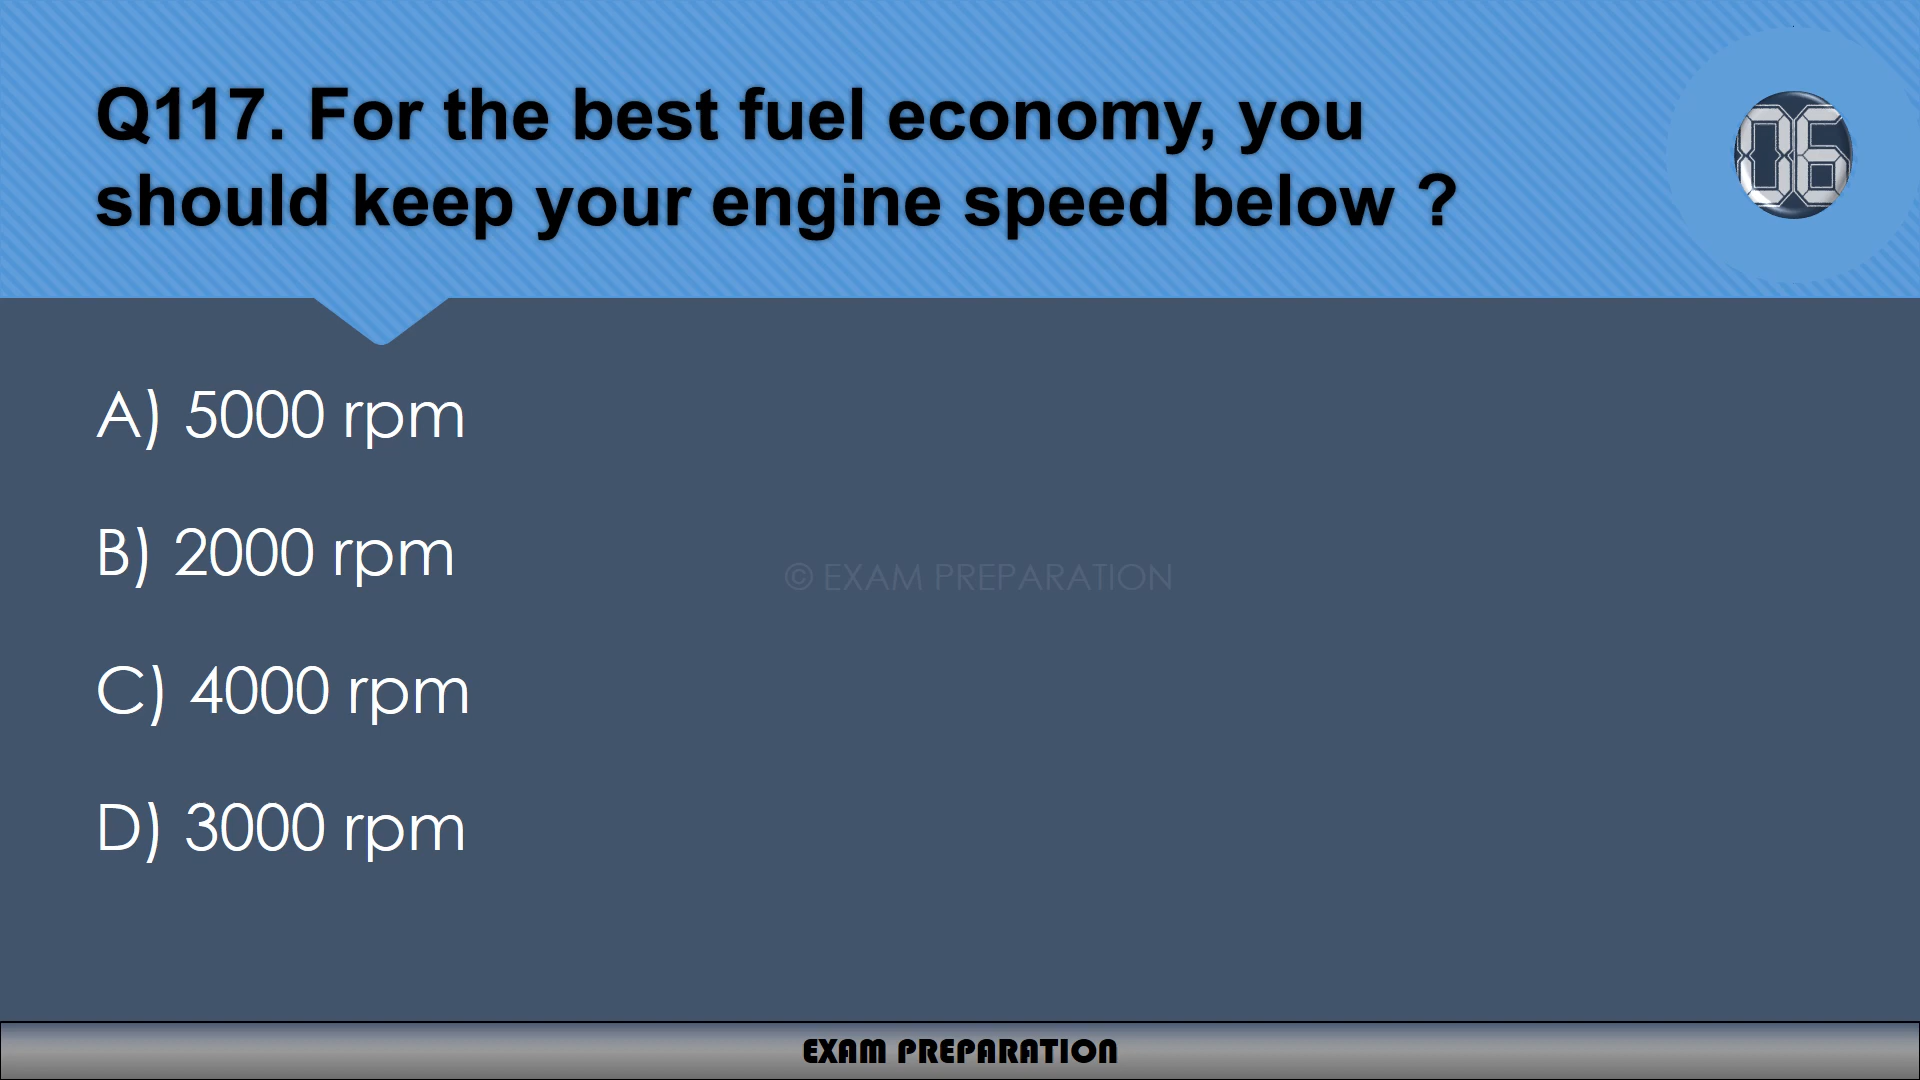 Q117. For the best fuel economy, you
should keep your engine speed below ?
06
A) 5000 rpm
B) 2000 rpm
© EXAM PREPARATION
C) 4000 rpm
D) 3000 rpm
EXAM PREPARATION